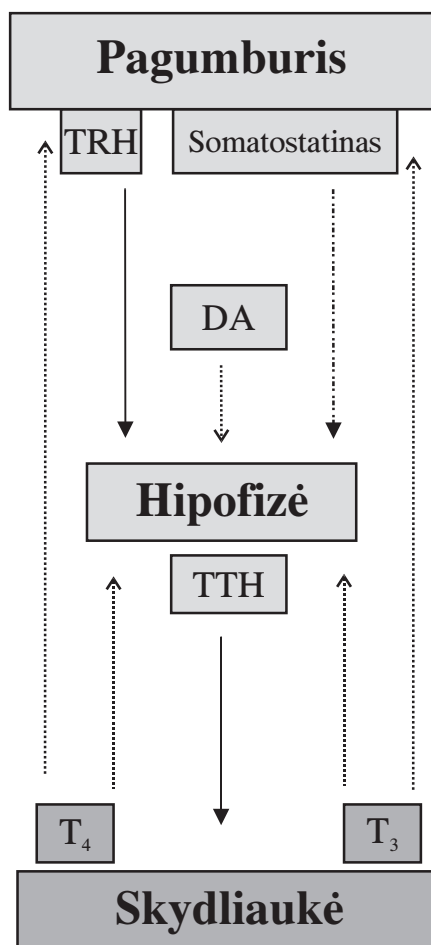 Pagumburis
TRH
Somatostatinas
DA
Hipofizė
TTH
T₄
T₃
Skydliaukė